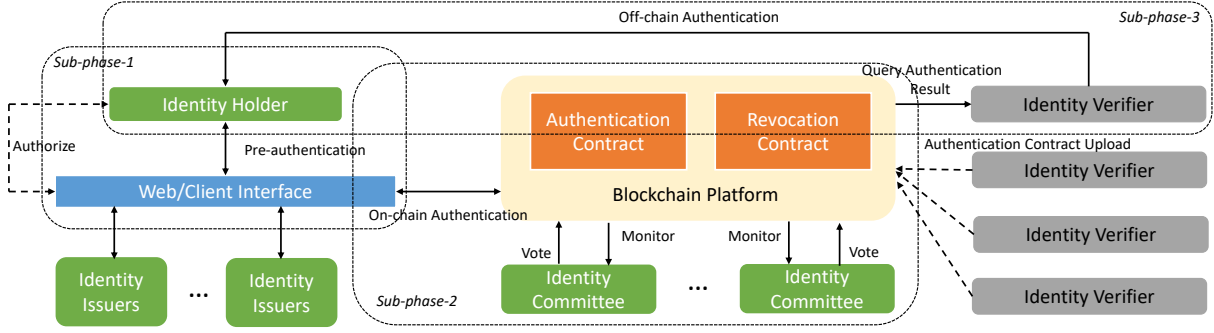 Off-chain Authentication
Sub-phase-3
Sub-phase-1
Query Authentication
Result
Identity Holder
Identity Verifier
Authentication
Contract
Revocation
Contract
Authorize
Pre-authentication
Authentication Contract Upload
Identity Verifier
Web/Client Interface
Blockchain Platform
On-chain Authentication
Identity Verifier
Vote
Monitor
Monitor
Vote
Identity
Issuers
...
Identity
Issuers
Sub-phase-2
Identity
Committee
...
Identity
Committee
Identity Verifier